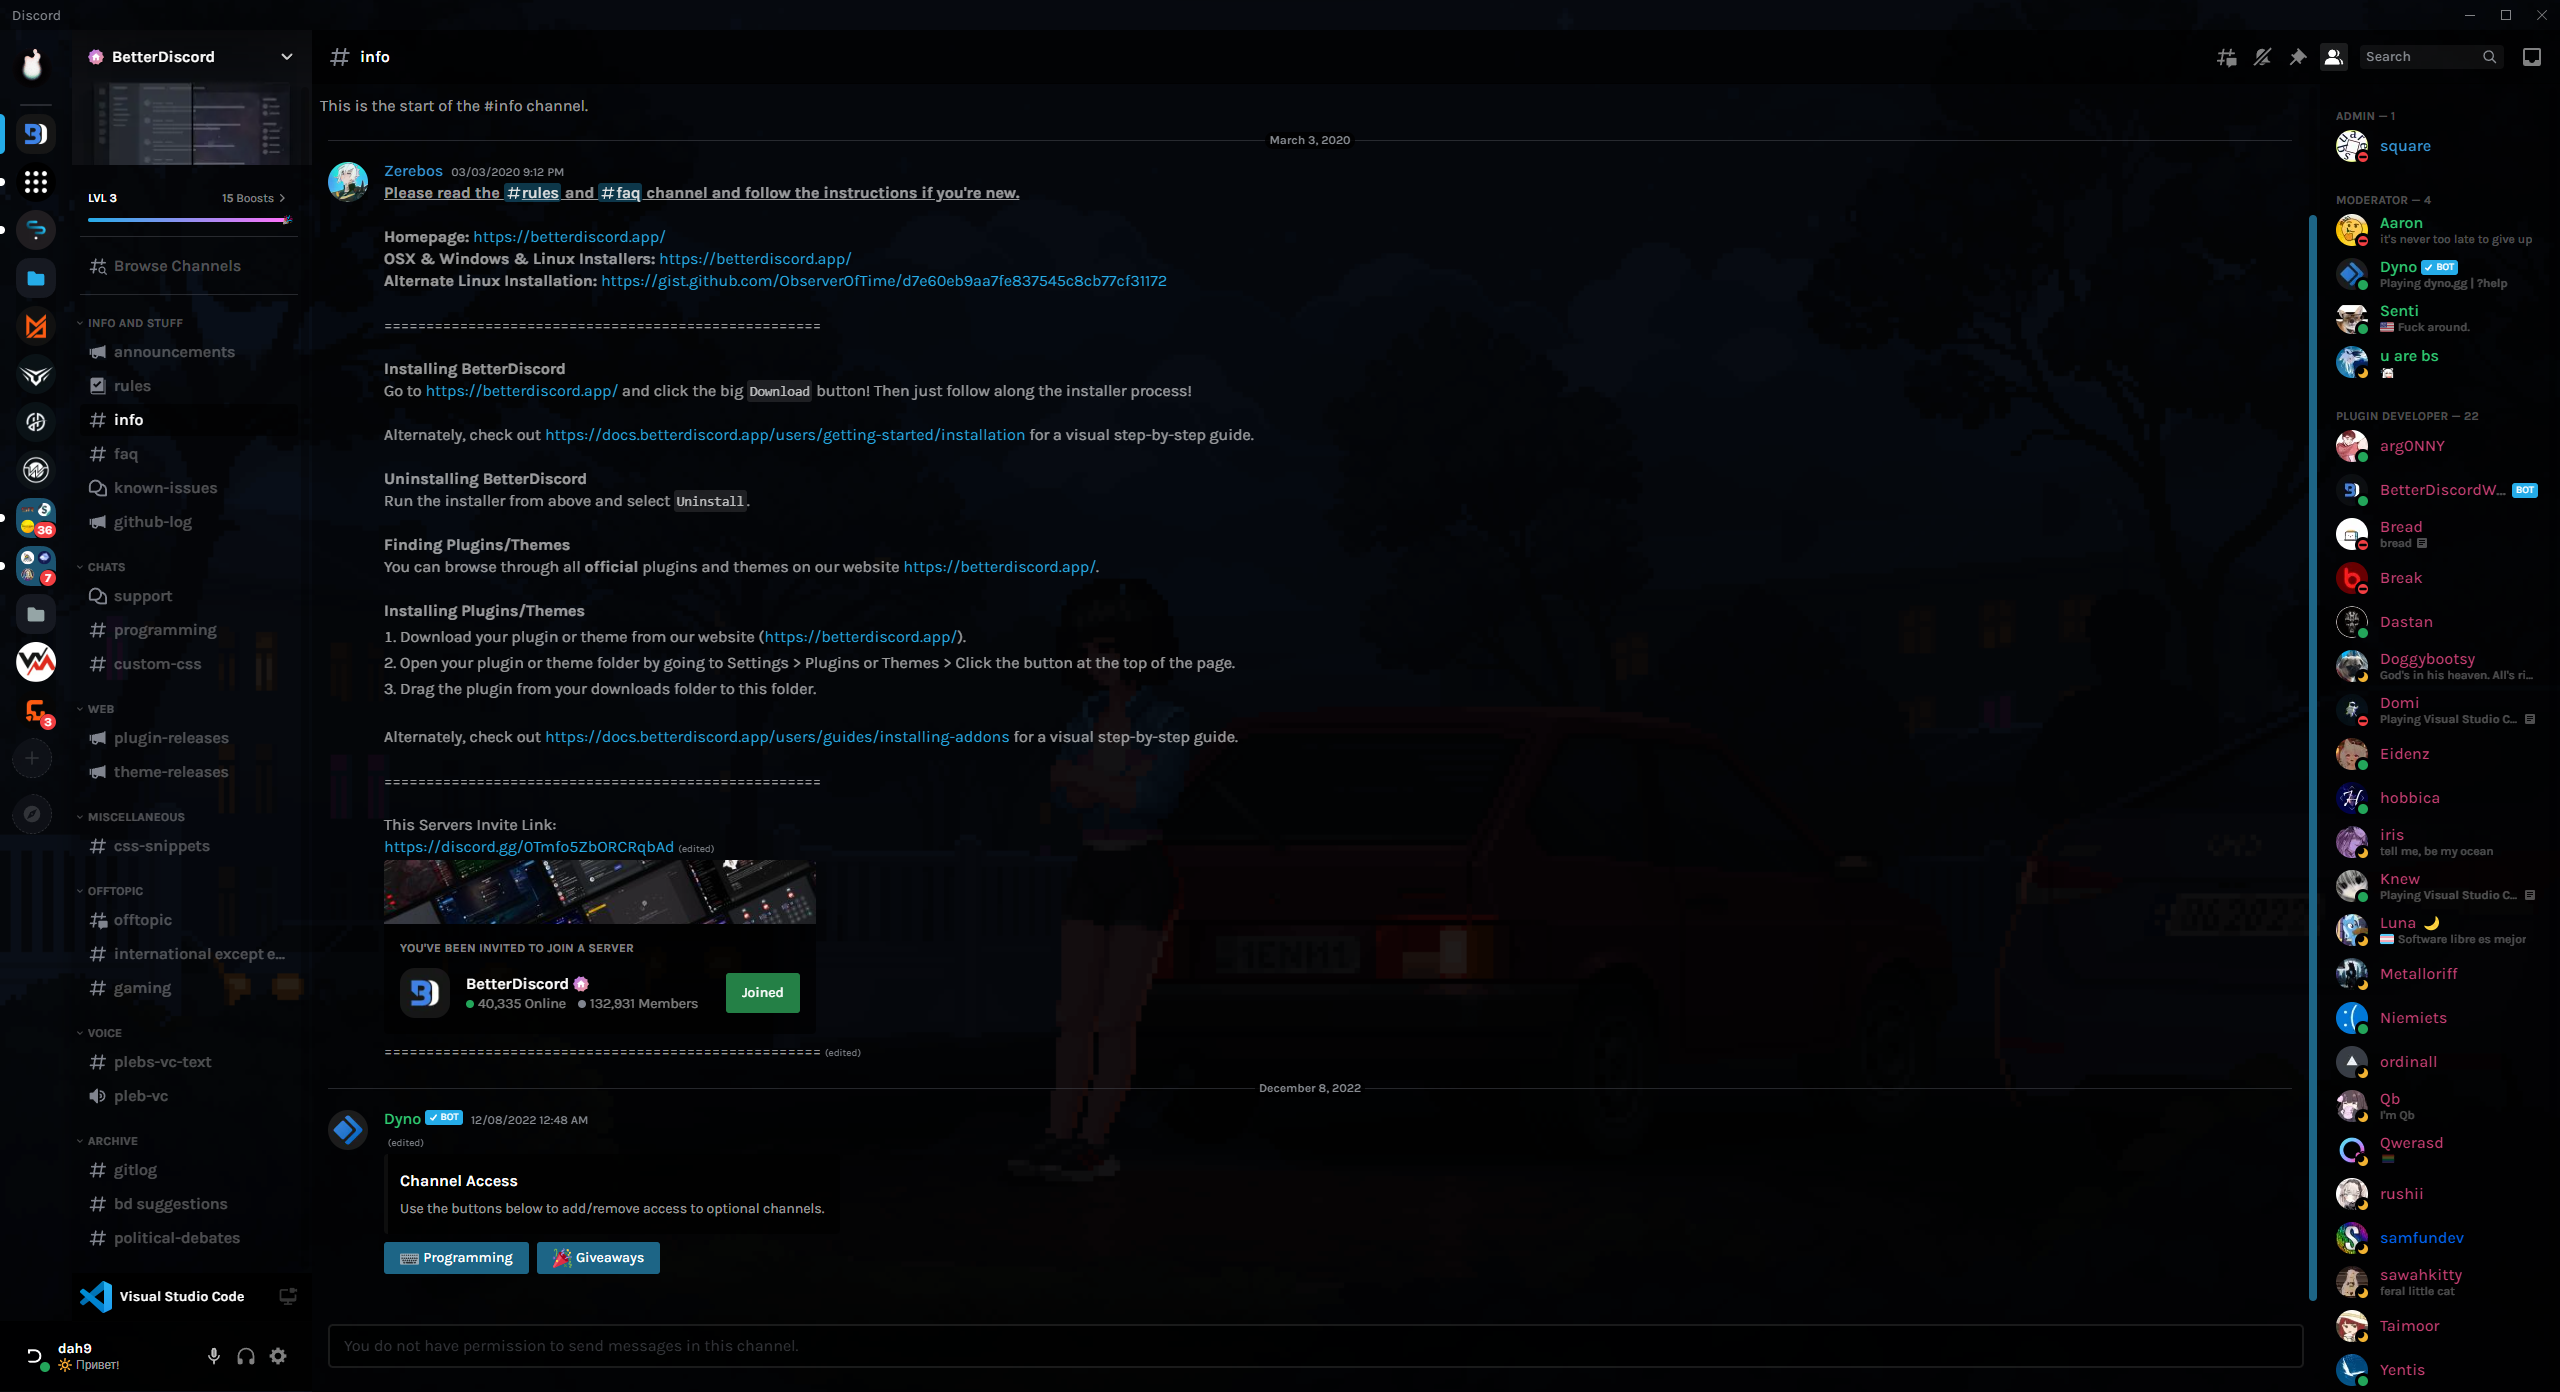 Discord
BetterDiscord
LVL 3
15 Boosts
Browse Channels
INFO AND STUFF
announcements
rules
info
faq
known-issues
github-log
CHATS
support
programming
custom-css
WEB
plugin-releases
theme-releases
MISCELLANEOUS
css-snippets
OFFTOPIC
offtopic
international except e...
gaming
VOICE
plebs-vc-text
pleb-vc
ARCHIVE
gitlog
bd suggestions
political-debates
Visual Studio Code
dah9
Привет!
36
7
3
info
Search
This is the start of the #info channel.
March 3, 2020
Zerebos 03/03/2020 9:12 PM
Please read the #rules and #faq channel and follow the instructions if you're new.
Homepage: https://betterdiscord.app/
OSX & Windows & Linux Installers: https://betterdiscord.app/
Alternate Linux Installation: https://gist.github.com/ObserverOfTime/d7e60eb9aa7fe837545c8cb77cf31172
====================================================
Installing BetterDiscord
Go to https://betterdiscord.app/ and click the big Download button! Then just follow along the installer process!
Alternately, check out https://docs.betterdiscord.app/users/getting-started/installation for a visual step-by-step guide.
Uninstalling BetterDiscord
Run the installer from above and select Uninstall.
Finding Plugins/Themes
You can browse through all official plugins and themes on our website https://betterdiscord.app/.
Installing Plugins/Themes
1. Download your plugin or theme from our website (https://betterdiscord.app/).
2. Open your plugin or theme folder by going to Settings > Plugins or Themes > Click the button at the top of the page.
3. Drag the plugin from your downloads folder to this folder.
Alternately, check out https://docs.betterdiscord.app/users/guides/installing-addons for a visual step-by-step guide.
====================================================
This Servers Invite Link:
https://discord.gg/0Tmfo5ZbORCRqbAd (edited)
YOU'VE BEEN INVITED TO JOIN A SERVER
BetterDiscord
40,335 Online 132,931 Members
Joined
==================================================== (edited)
December 8, 2022
Dyno BOT 12/08/2022 12:48 AM
(edited)
Channel Access
Use the buttons below to add/remove access to optional channels.
Programming
Giveaways
You do not have permission to send messages in this channel.
ADMIN — 1
square
MODERATOR — 4
Aaron
it's never too late to give up
Dyno BOT
Playing dyno.gg | ?help
Senti
Fuck around.
u are bs
PLUGIN DEVELOPER — 22
arg0NNY
BetterDiscordW... BOT
Bread
bread
Break
Dastan
Doggybootsy
God's in his heaven. All's ri...
Domi
Playing Visual Studio C...
Eidenz
hobbica
iris
tell me, be my ocean
Knew
Playing Visual Studio C...
Luna
Software libre es mejor
Metalloriff
Niemiets
ordinall
Qb
I'm Qb
Qwerasd
rushii
samfundev
sawahkitty
feral little cat
Taimoor
Yentis